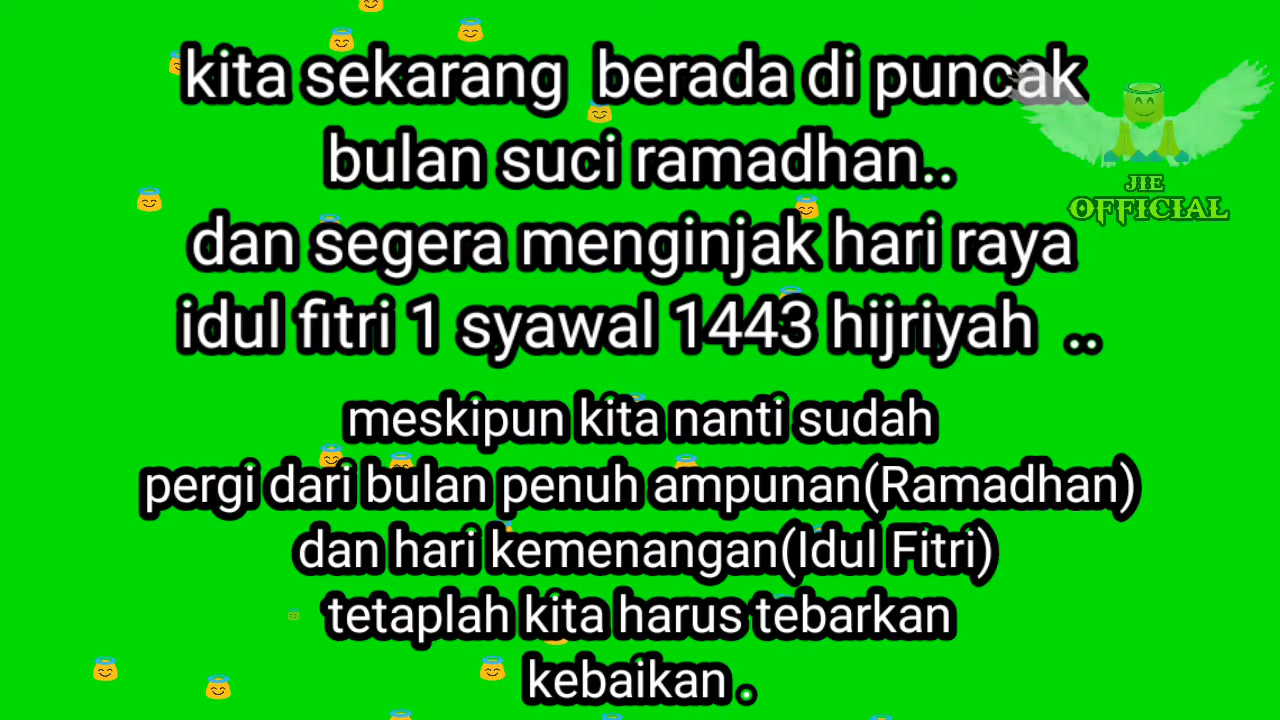 kita sekarang berada di puncak
bulan suci ramadhan..
dan segera menginjak hari raya
idul fitri 1 syawal 1443 hijriyah ..
meskipun kita nanti sudah
pergi dari bulan penuh ampunan(Ramadhan)
dan hari kemenangan(Idul Fitri)
tetaplah kita harus tebarkan
kebaikan .
JIE
OFFICIAL